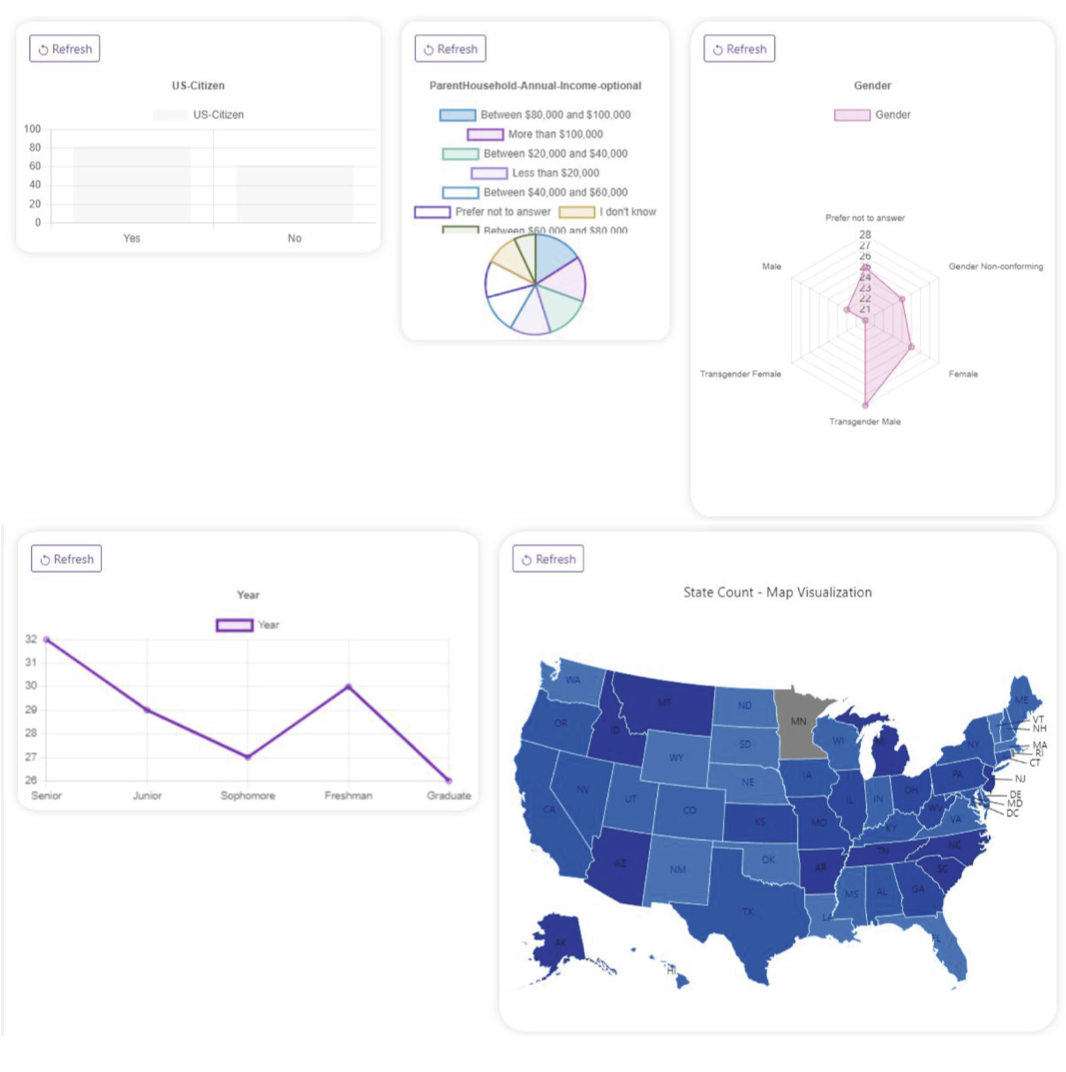 Refresh
US-Citizen
US-Citizen
100
80
60
40
20
0
Yes No
Refresh
ParentHousehold-Annual-Income-optional
Between $80,000 and $100,000
More than $100,000
Between $20,000 and $40,000
Less than $20,000
Between $40,000 and $60,000
Prefer not to answer I don't know
Between $60,000 and $80,000
Refresh
Gender
Gender
Prefer not to answer
28
27
26
25
24
23
22
21
Male Gender Non-conforming
Transgender Female Female
Transgender Male
Refresh
Year
Year
32
31
30
29
28
27
26
Senior Junior Sophomore Freshman Graduate
Refresh
State Count - Map Visualization
WA MT ND MN ME
OR ID SD WI VT
NH
WY NY MA
RI
CT
NV UT NE IA PA NJ
CA CO IL IN OH DE
MD
DC
KS MO WV VA
KY
AZ NM OK AR TN NC
SC
TX MS AL GA
LA
FL
AK
HI